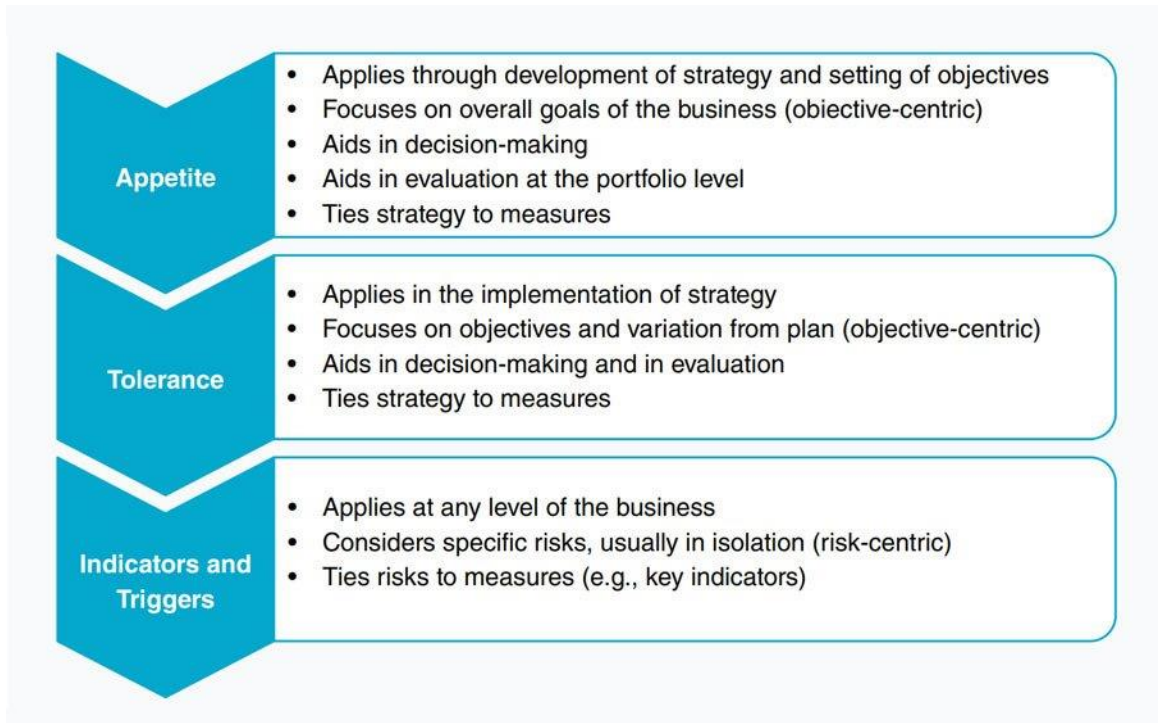 Appetite
• Applies through development of strategy and setting of objectives
• Focuses on overall goals of the business (obiective-centric)
• Aids in decision-making
• Aids in evaluation at the portfolio level
• Ties strategy to measures
Tolerance
• Applies in the implementation of strategy
• Focuses on objectives and variation from plan (objective-centric)
• Aids in decision-making and in evaluation
• Ties strategy to measures
Indicators and
Triggers
• Applies at any level of the business
• Considers specific risks, usually in isolation (risk-centric)
• Ties risks to measures (e.g., key indicators)